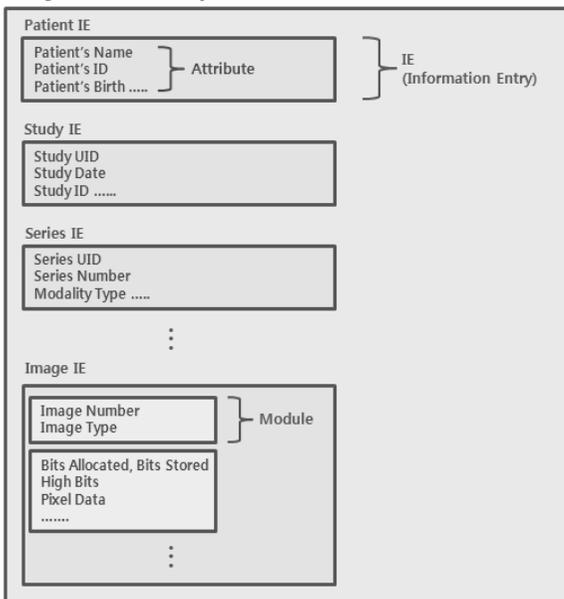 Patient IE
Patient's Name
Patient's ID
Patient's Birth .....
Attribute
IE
(Information Entry)
Study IE
Study UID
Study Date
Study ID ......
Series IE
Series UID
Series Number
Modality Type .....
Image IE
Image Number
Image Type
Module
Bits Allocated, Bits Stored
High Bits
Pixel Data
.......